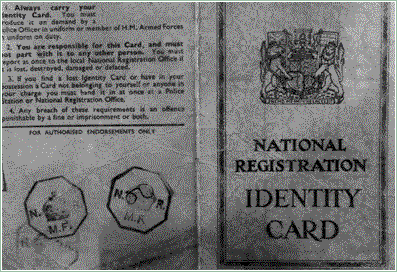 1. Always carry your
Identity Card. You must
produce it on demand by a
Police Officer in uniform or member of H.M. Armed Forces
in uniform on duty.
2. You are responsible for this Card, and must
not part with it to any other person. You must
report at once to the local National Registration Office if
it is lost, destroyed, damaged or defaced.
3. If you find a lost Identity Card or have in your
possession a Card not belonging to yourself or anyone in
your charge you must hand it in at once at a Police
Station or National Registration Office.
4. Any breach of these requirements is an offence
punishable by a fine or imprisonment or both.
FOR AUTHORISED ENDORSEMENTS ONLY
N.
M.F.
N. R.
M.F.
NATIONAL
REGISTRATION
IDENTITY
CARD